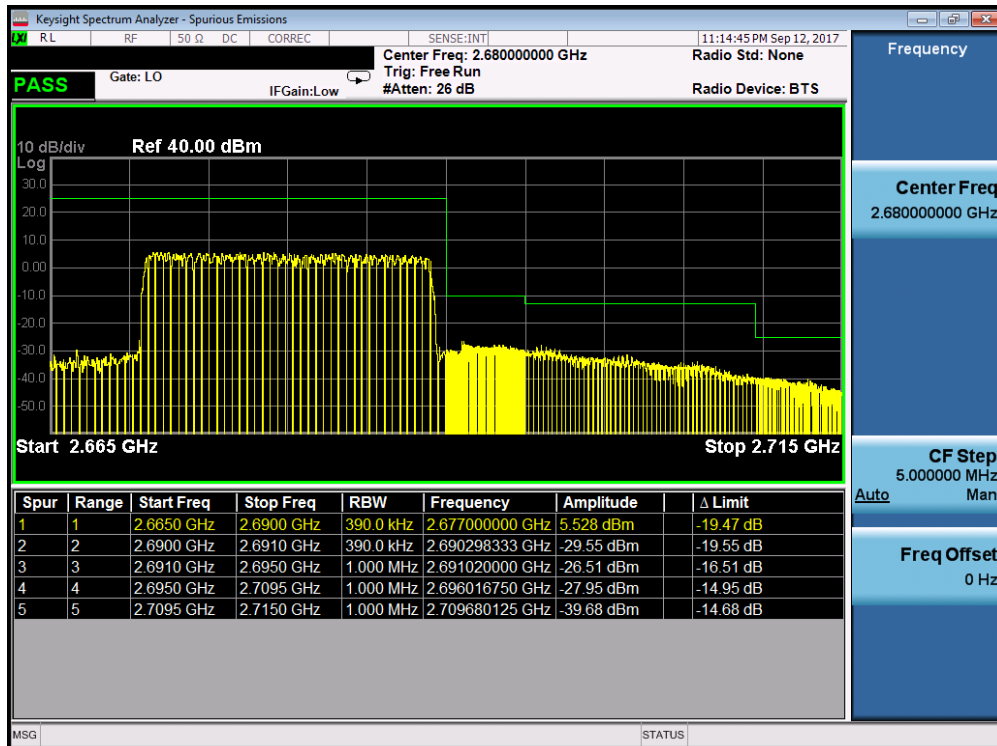 Keysight Spectrum Analyzer - Spurious Emissions
LXI RL RF 50 Ω DC CORREC SENSE:INT 11:14:45 PM Sep 12, 2017
Center Freq: 2.680000000 GHz Radio Std: None
Trig: Free Run
PASS Gate: LO IFGain:Low #Atten: 26 dB Radio Device: BTS
10 dB/div Ref 40.00 dBm
Log
30.0
20.0
10.0
0.00
-10.0
-20.0
-30.0
-40.0
-50.0
Start 2.665 GHz Stop 2.715 GHz
Spur Range Start Freq Stop Freq RBW Frequency Amplitude Δ Limit
1 1 2.6650 GHz 2.6900 GHz 390.0 kHz 2.677000000 GHz 5.528 dBm -19.47 dB
2 2 2.6900 GHz 2.6910 GHz 390.0 kHz 2.690298333 GHz -29.55 dBm -19.55 dB
3 3 2.6910 GHz 2.6950 GHz 1.000 MHz 2.691020000 GHz -26.51 dBm -16.51 dB
4 4 2.6950 GHz 2.7095 GHz 1.000 MHz 2.696016750 GHz -27.95 dBm -14.95 dB
5 5 2.7095 GHz 2.7150 GHz 1.000 MHz 2.709680125 GHz -39.68 dBm -14.68 dB
MSG STATUS
Frequency
Center Freq
2.680000000 GHz
CF Step
5.000000 MHz
Auto Man
Freq Offset
0 Hz